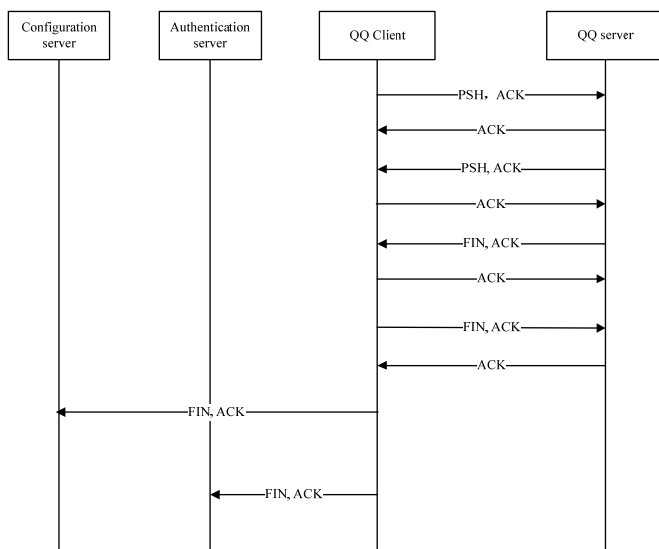 Configuration
server
Authentication
server
QQ Client
QQ server
PSH，ACK
ACK
PSH, ACK
ACK
FIN, ACK
ACK
FIN, ACK
ACK
FIN, ACK
FIN, ACK